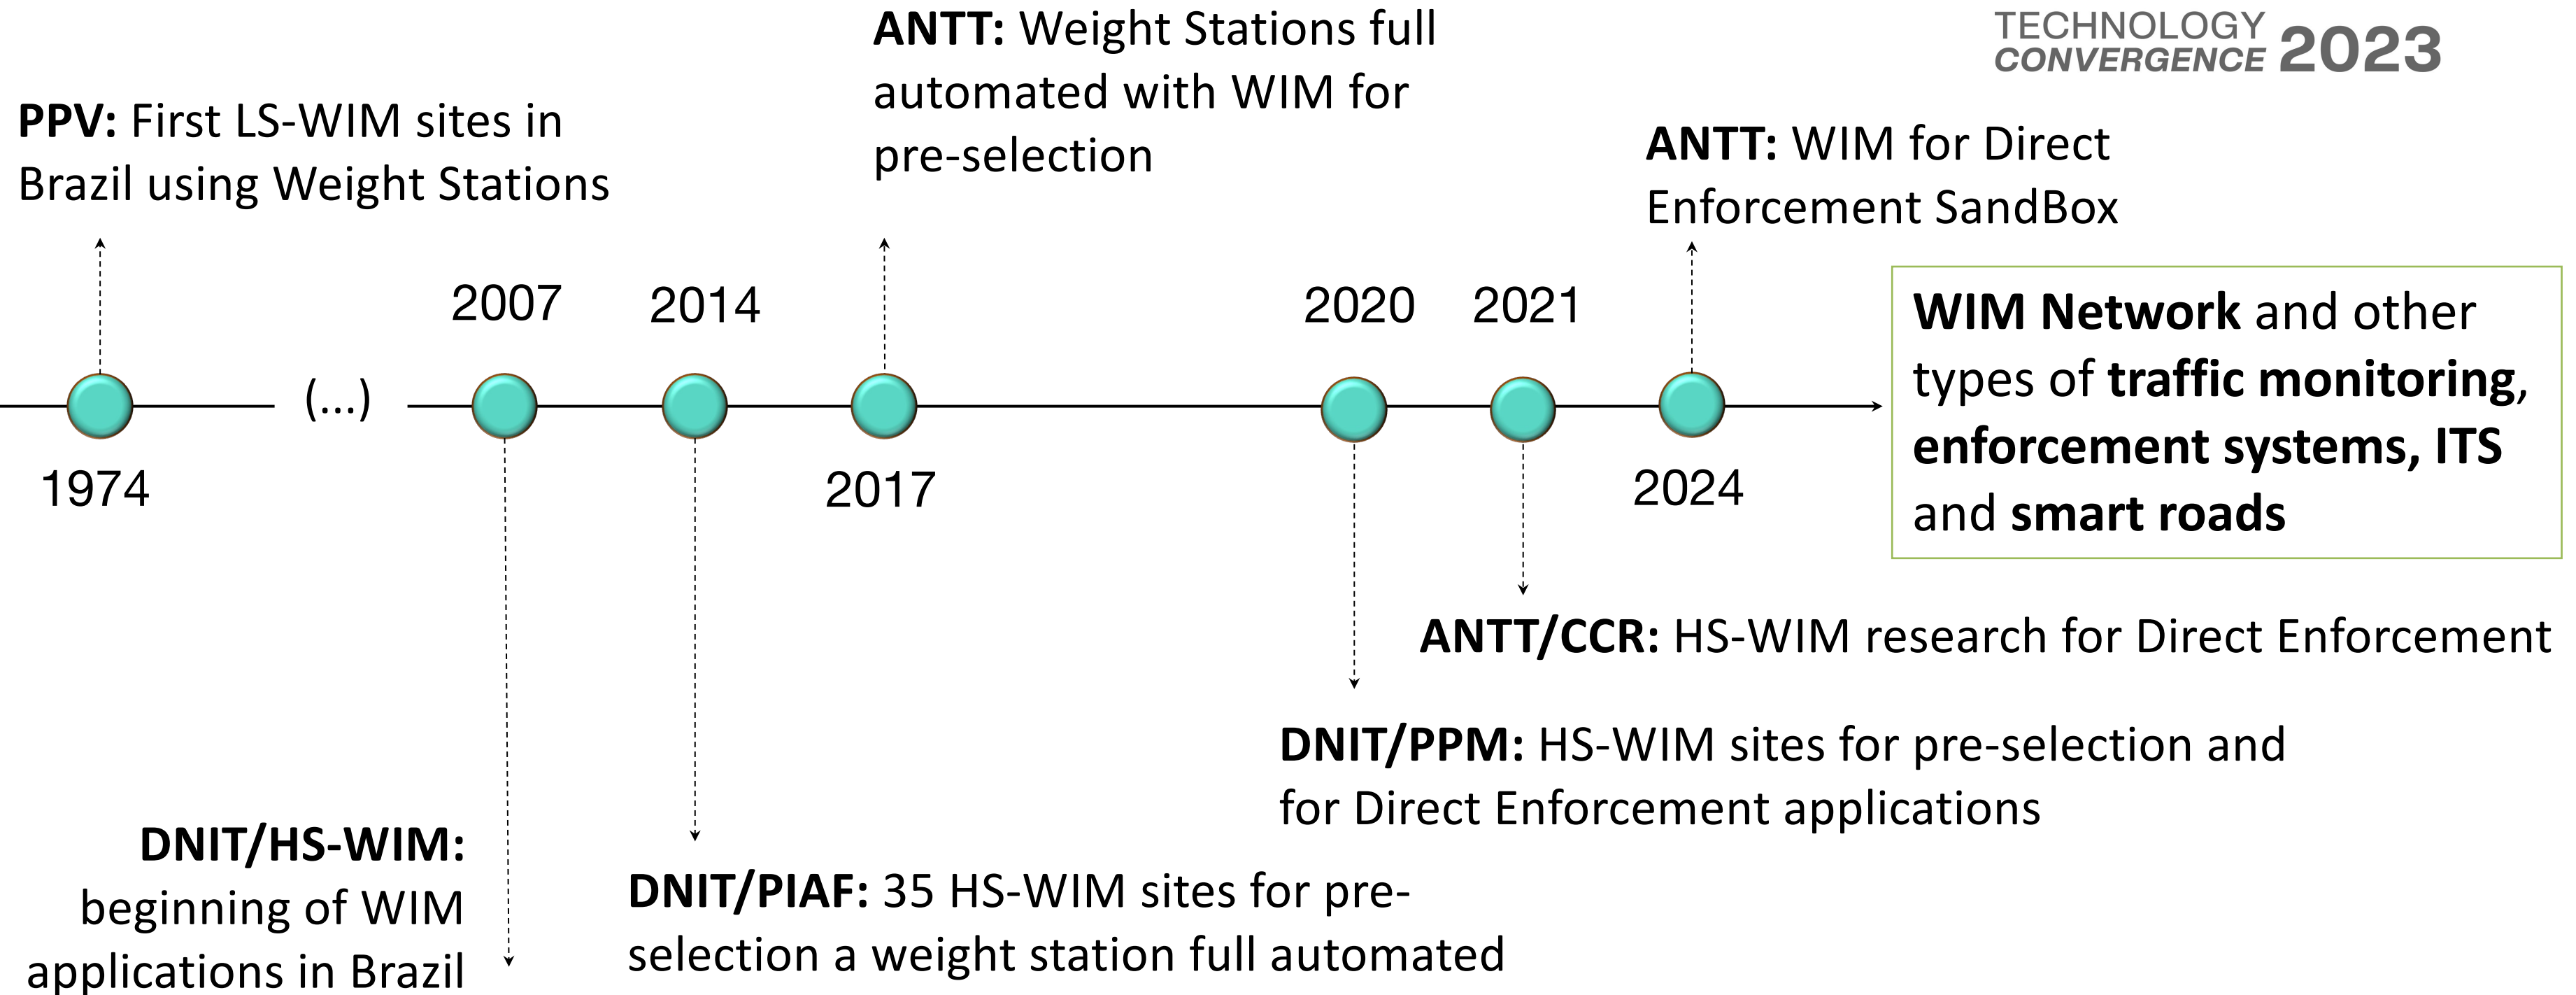 TECHNOLOGY
CONVERGENCE 2023
PPV: First LS-WIM sites in
Brazil using Weight Stations
ANTT: Weight Stations full
automated with WIM for
pre-selection
ANTT: WIM for Direct
Enforcement SandBox
2007
2014
2020
2021
(...)
1974
2017
2024
WIM Network and other
types of traffic monitoring,
enforcement systems, ITS
and smart roads
ANTT/CCR: HS-WIM research for Direct Enforcement
DNIT/PPM: HS-WIM sites for pre-selection and
for Direct Enforcement applications
DNIT/HS-WIM:
beginning of WIM
applications in Brazil
DNIT/PIAF: 35 HS-WIM sites for pre-
selection a weight station full automated